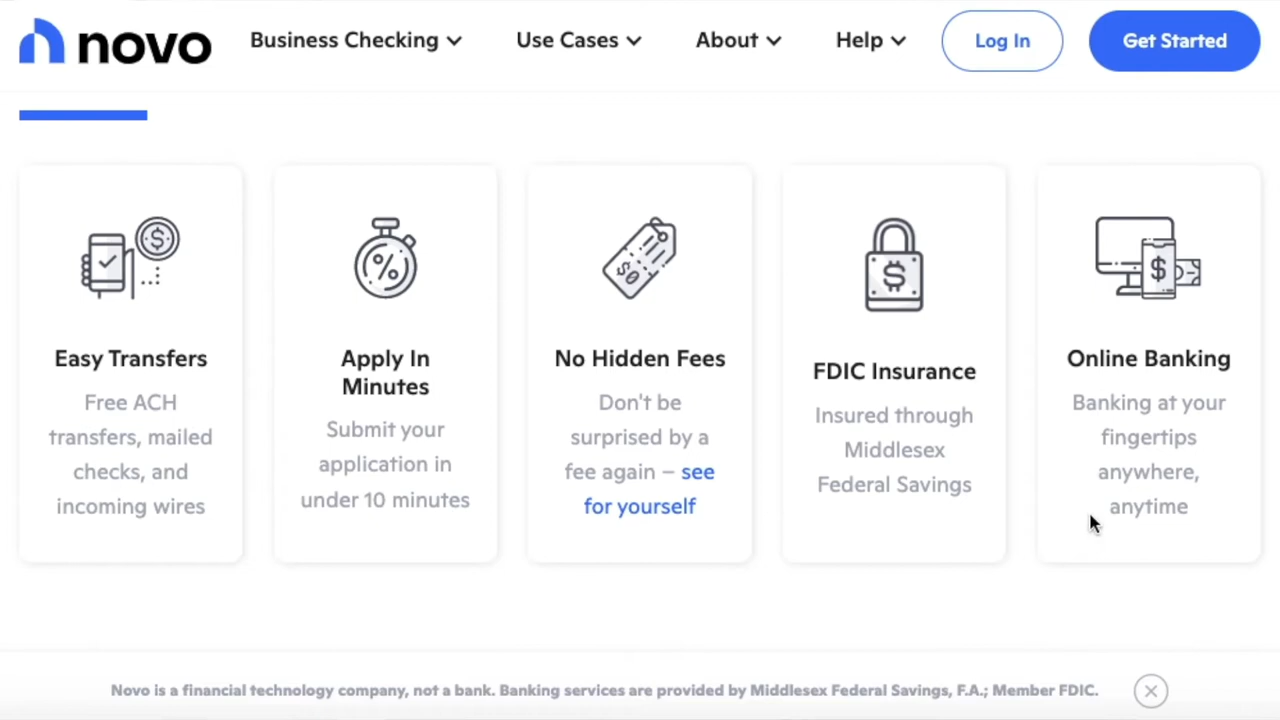 novo
Business Checking
Use Cases
About
Help
Log In
Get Started
Easy Transfers
Free ACH
transfers, mailed
checks, and
incoming wires
Apply In
Minutes
Submit your
application in
under 10 minutes
$0
No Hidden Fees
Don't be
surprised by a
fee again – see
for yourself
FDIC Insurance
Insured through
Middlesex
Federal Savings
Online Banking
Banking at your
fingertips
anywhere,
anytime
Novo is a financial technology company, not a bank. Banking services are provided by Middlesex Federal Savings, F.A.; Member FDIC.